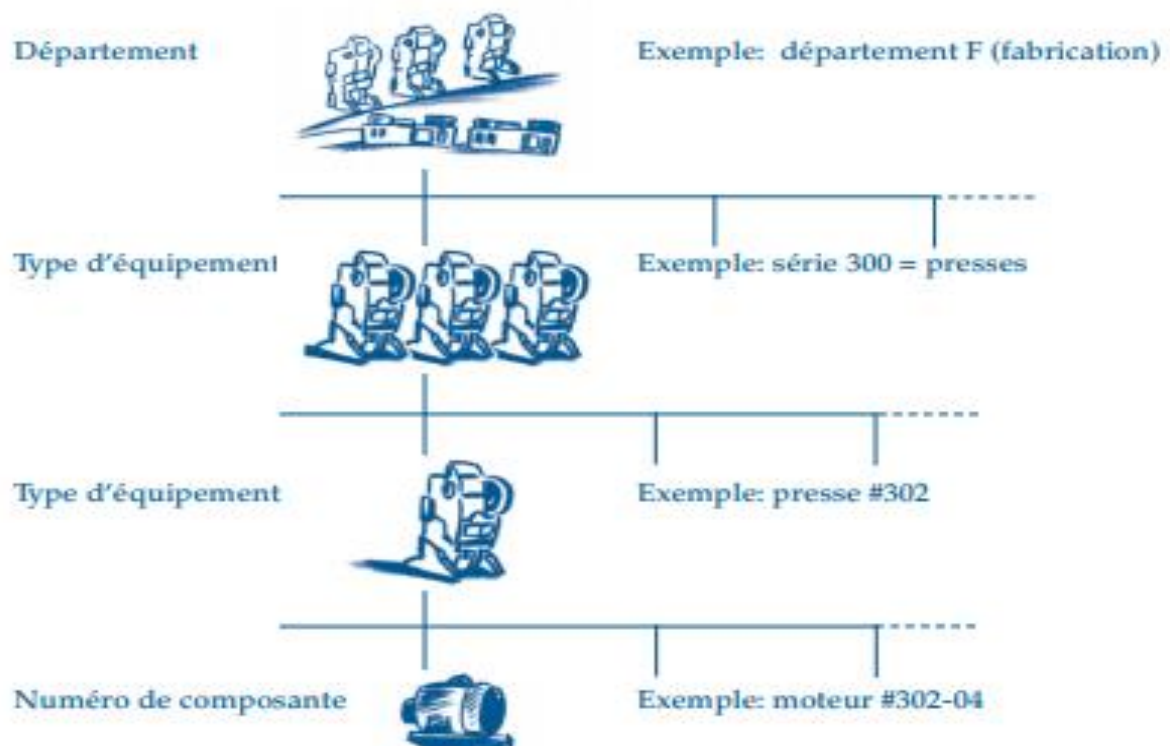 Département
Exemple: département F (fabrication)
Type d'équipement
Exemple: série 300 = presses
Type d'équipement
Exemple: presse #302
Numéro de composante
Exemple: moteur #302-04